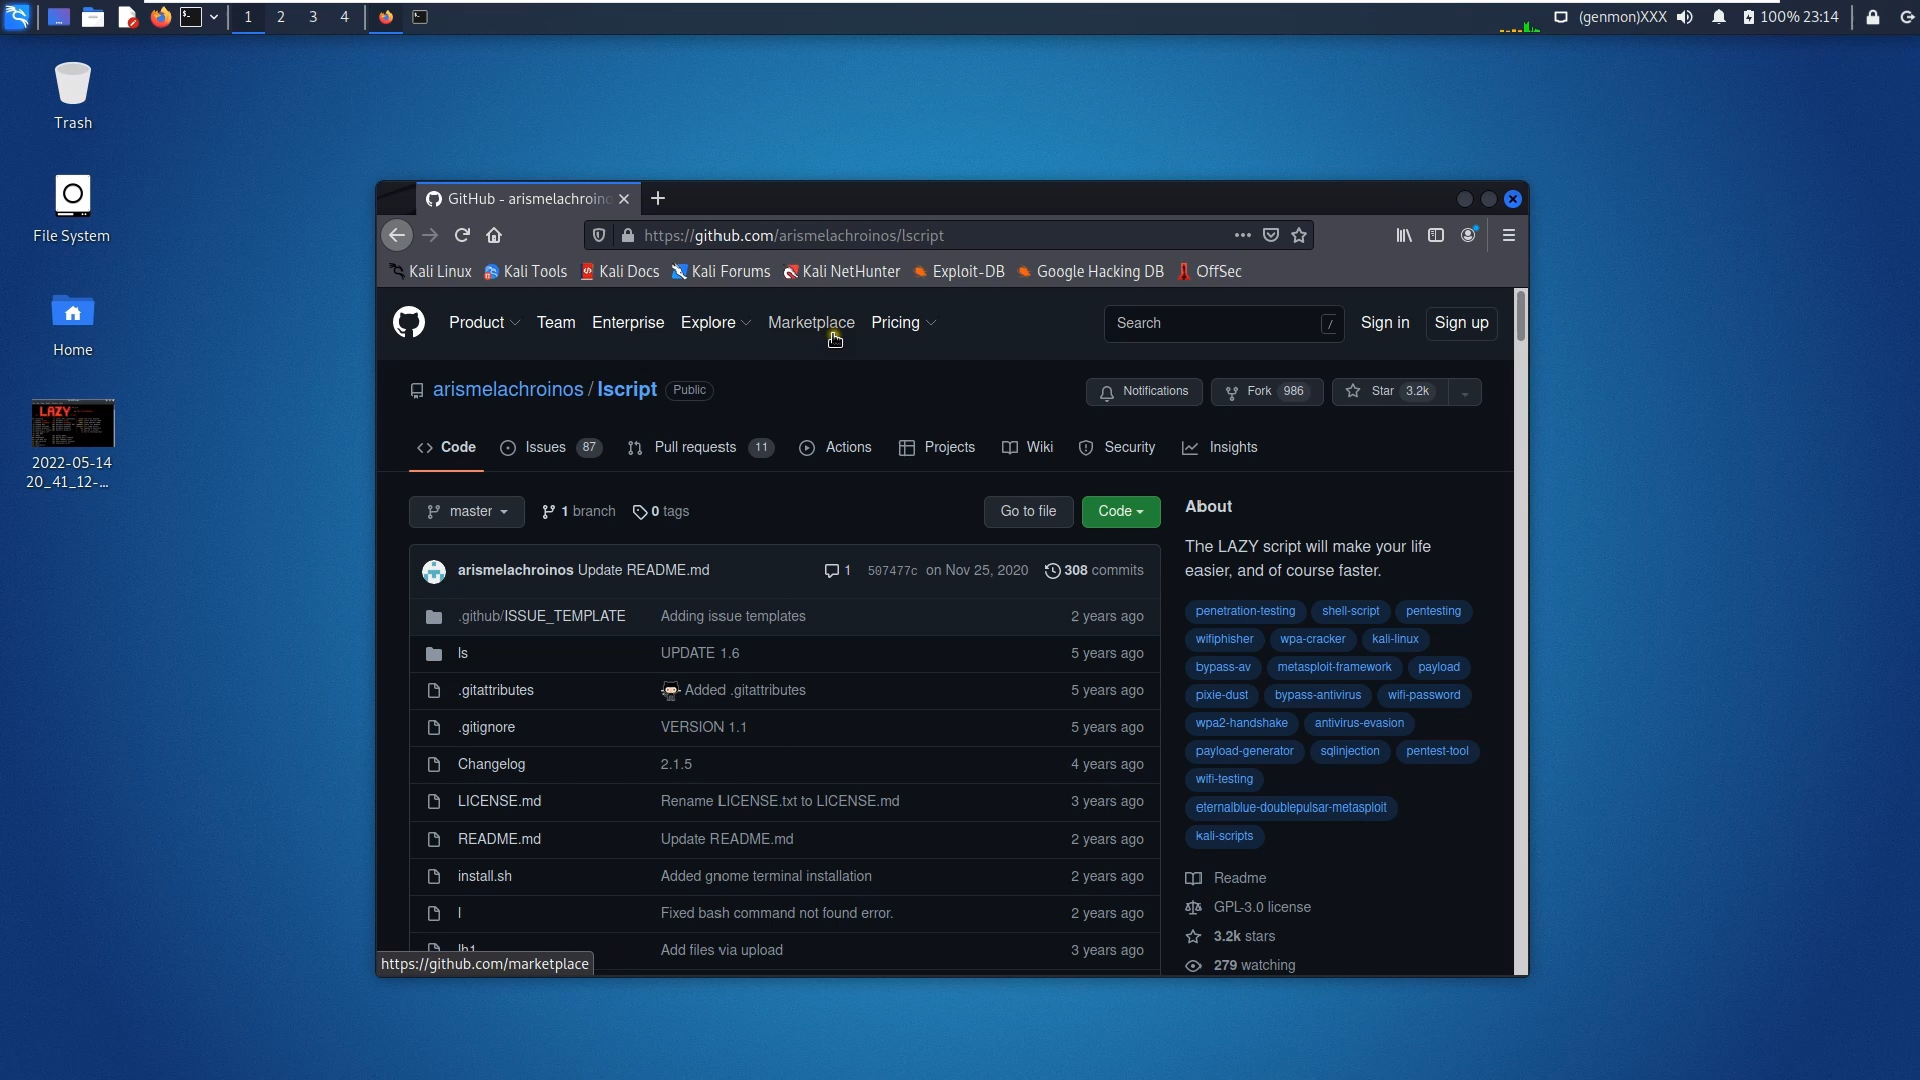 1 2 3 4
(genmon)XXX 100% 23:14
Trash
File System
Home
LAZY
2022-05-14
20_41_12-...
GitHub - arismelachroino
https://github.com/arismelachroinos/lscript
Kali Linux Kali Tools Kali Docs Kali Forums Kali NetHunter Exploit-DB Google Hacking DB OffSec
Product Team Enterprise Explore Marketplace Pricing Search / Sign in Sign up
arismelachroinos / lscript Public Notifications Fork 986 Star 3.2k
Code Issues 87 Pull requests 11 Actions Projects Wiki Security Insights
master 1 branch 0 tags Go to file Code
arismelachroinos Update README.md 1 507477c on Nov 25, 2020 308 commits
.github/ISSUE_TEMPLATE Adding issue templates 2 years ago
ls UPDATE 1.6 5 years ago
.gitattributes Added .gitattributes 5 years ago
.gitignore VERSION 1.1 5 years ago
Changelog 2.1.5 4 years ago
LICENSE.md Rename LICENSE.txt to LICENSE.md 3 years ago
README.md Update README.md 2 years ago
install.sh Added gnome terminal installation 2 years ago
l Fixed bash command not found error. 2 years ago
lh1 Add files via upload 3 years ago
https://github.com/marketplace
About
The LAZY script will make your life
easier, and of course faster.
penetration-testing shell-script pentesting
wifiphisher wpa-cracker kali-linux
bypass-av metasploit-framework payload
pixie-dust bypass-antivirus wifi-password
wpa2-handshake antivirus-evasion
payload-generator sqlinjection pentest-tool
wifi-testing
eternalblue-doublepulsar-metasploit
kali-scripts
Readme
GPL-3.0 license
3.2k stars
279 watching